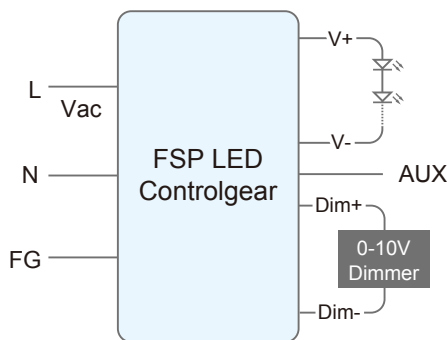 L
Vac
N
FG
FSP LED
Controlgear
V+
V-
AUX
Dim+
0-10V
Dimmer
Dim-